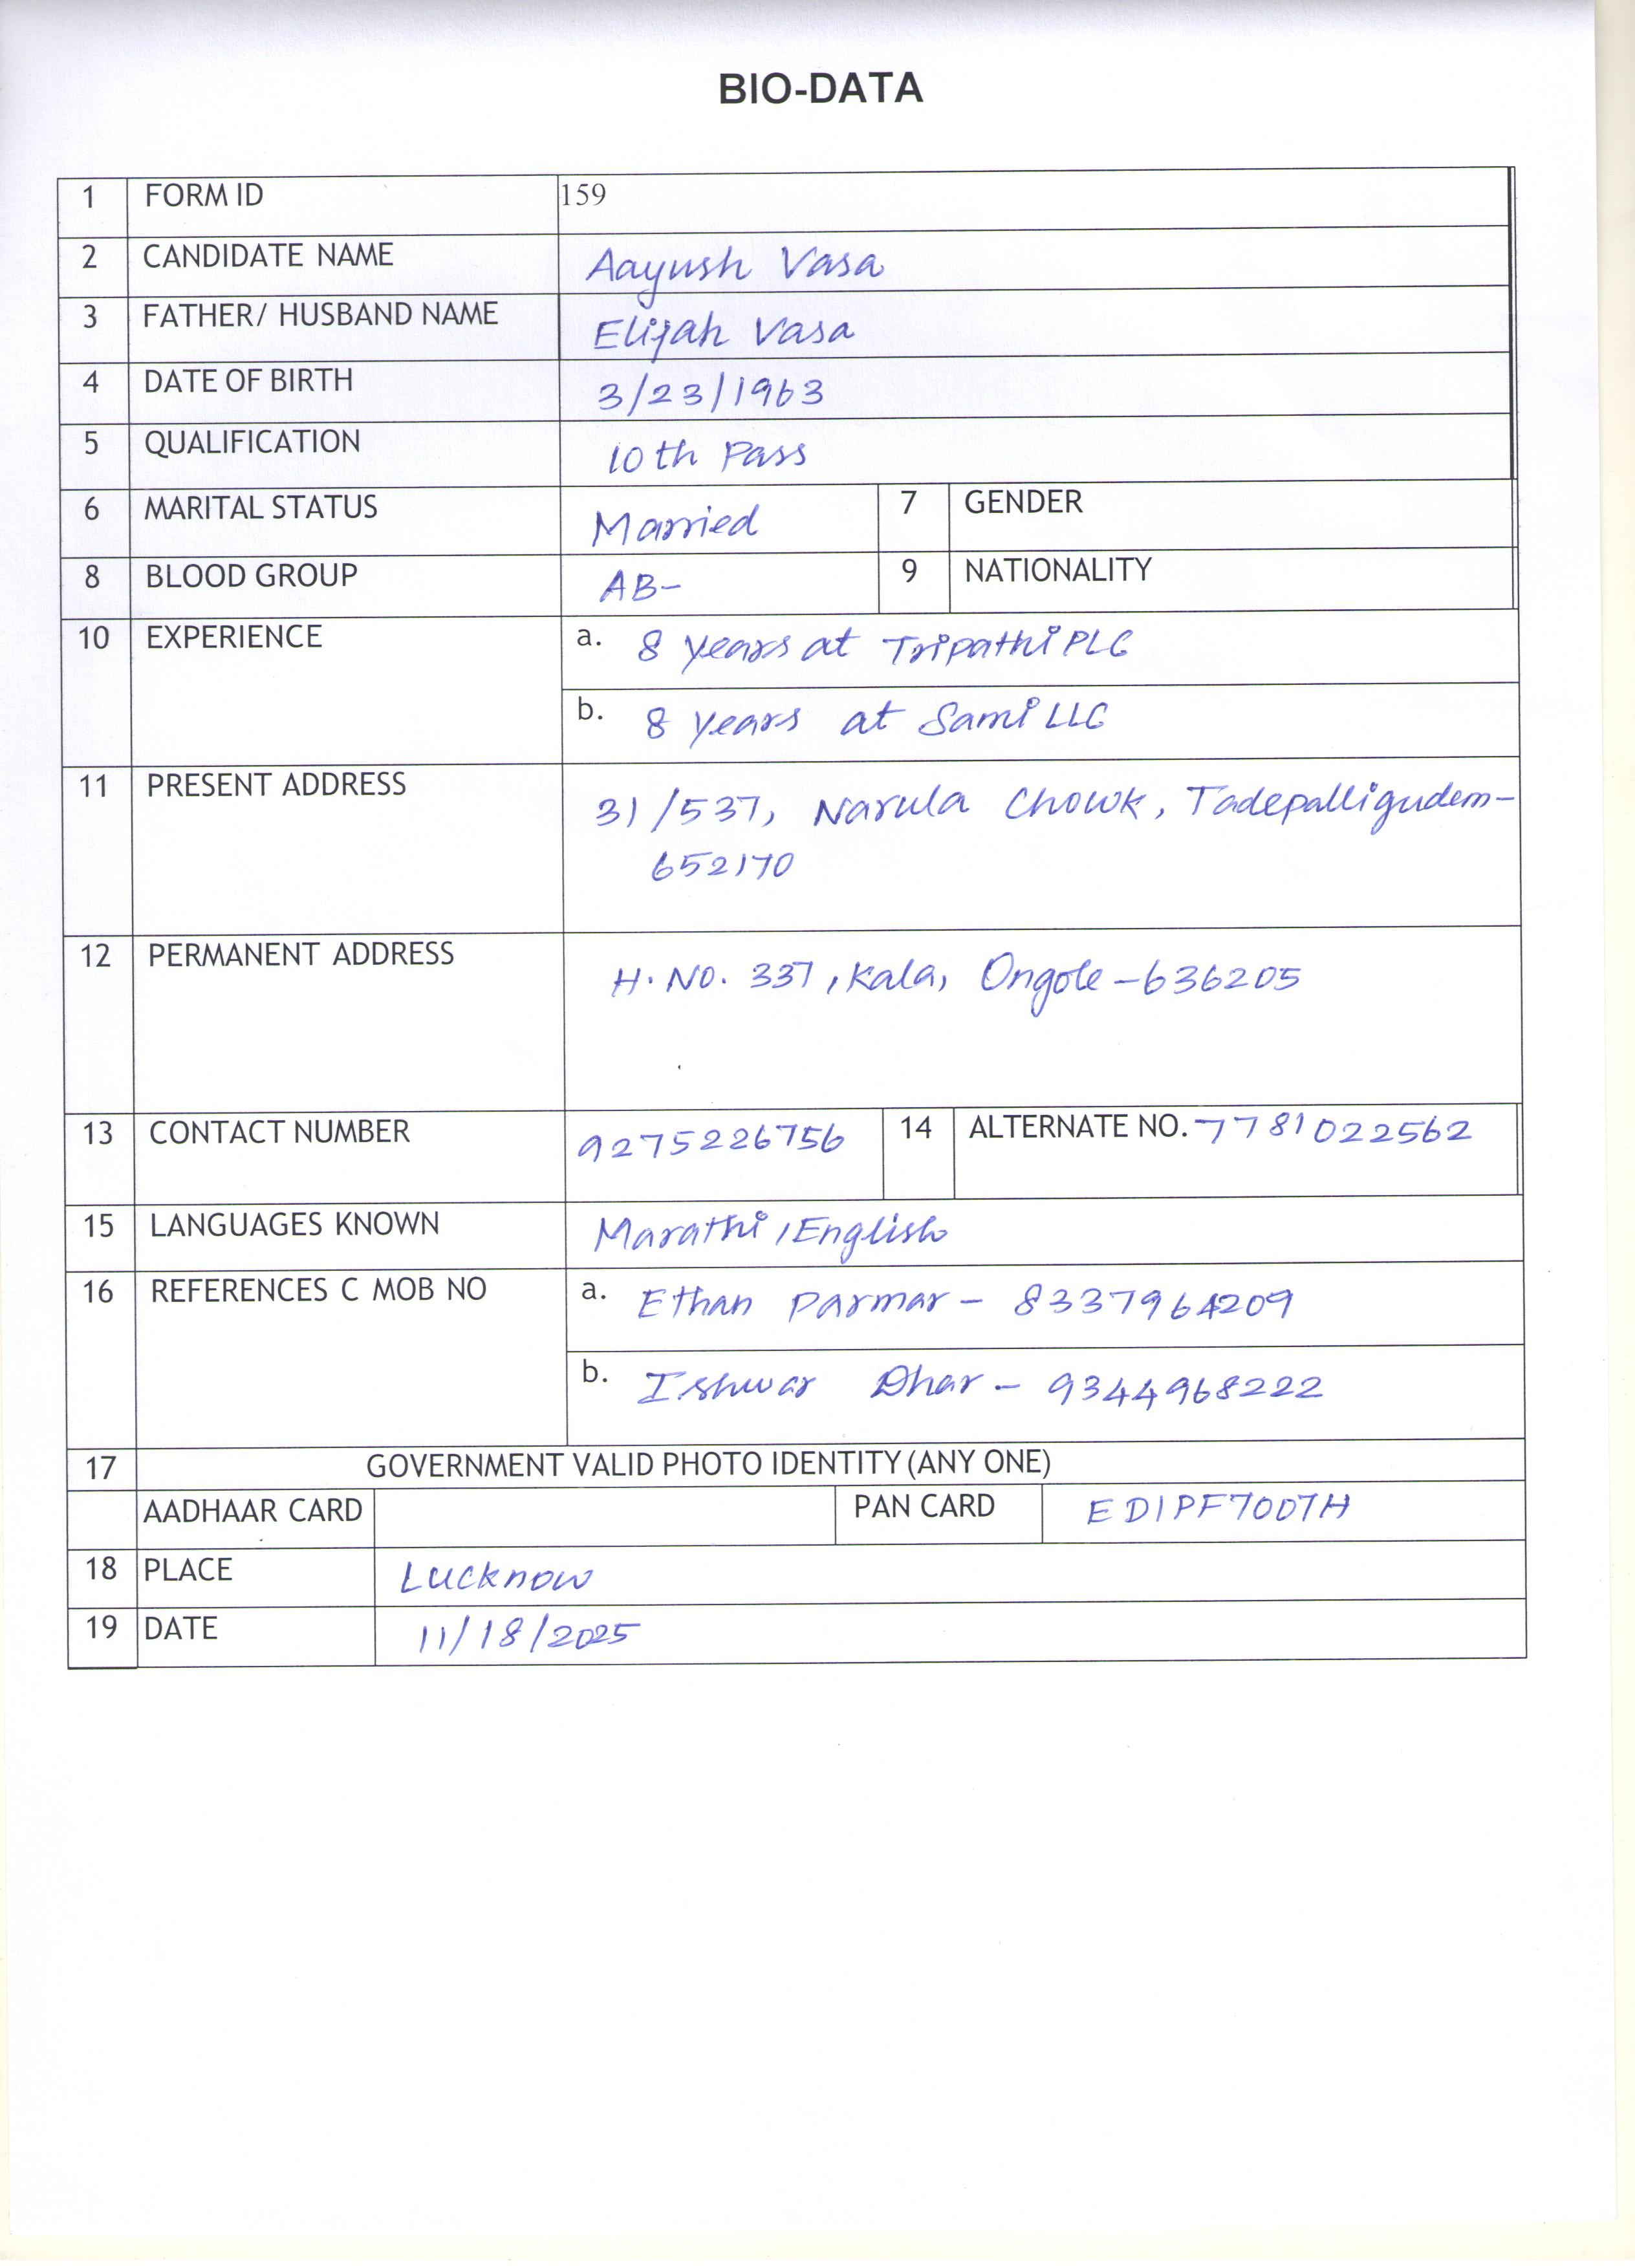 BIO-DATA
1 FORM ID 159
2 CANDIDATE NAME Aayush Vasa
3 FATHER/ HUSBAND NAME Elijah Vasa
4 DATE OF BIRTH 3/23/1963
5 QUALIFICATION 10th Pass
6 MARITAL STATUS Married 7 GENDER
8 BLOOD GROUP AB- 9 NATIONALITY
10 EXPERIENCE a. 8 years at Tripathi PLC
b. 8 years at Sami LLC
11 PRESENT ADDRESS 31/537, Narula Chowk, Tadepalligudem-
652170
12 PERMANENT ADDRESS H. NO. 337, Kala, Ongole-636205
13 CONTACT NUMBER 9275226756 14 ALTERNATE NO. 7781022562
15 LANGUAGES KNOWN Marathi, English
16 REFERENCES C MOB NO a. Ethan Parmar - 8337964209
b. Ishwar Dhar - 9344968222
17 GOVERNMENT VALID PHOTO IDENTITY (ANY ONE)
AADHAAR CARD PAN CARD EDIPF7007H
18 PLACE Lucknow
19 DATE 11/18/2025